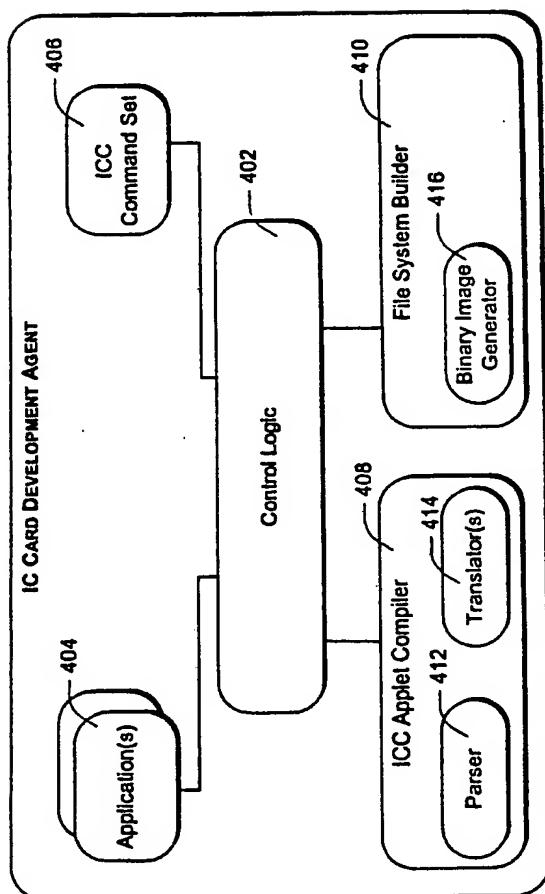 IC CARD DEVELOPMENT AGENT
404
Application(s)
406
ICC
Command Set
402
Control Logic
408
ICC Applet Compiler
412
Parser
414
Translator(s)
410
File System Builder
416
Binary Image
Generator